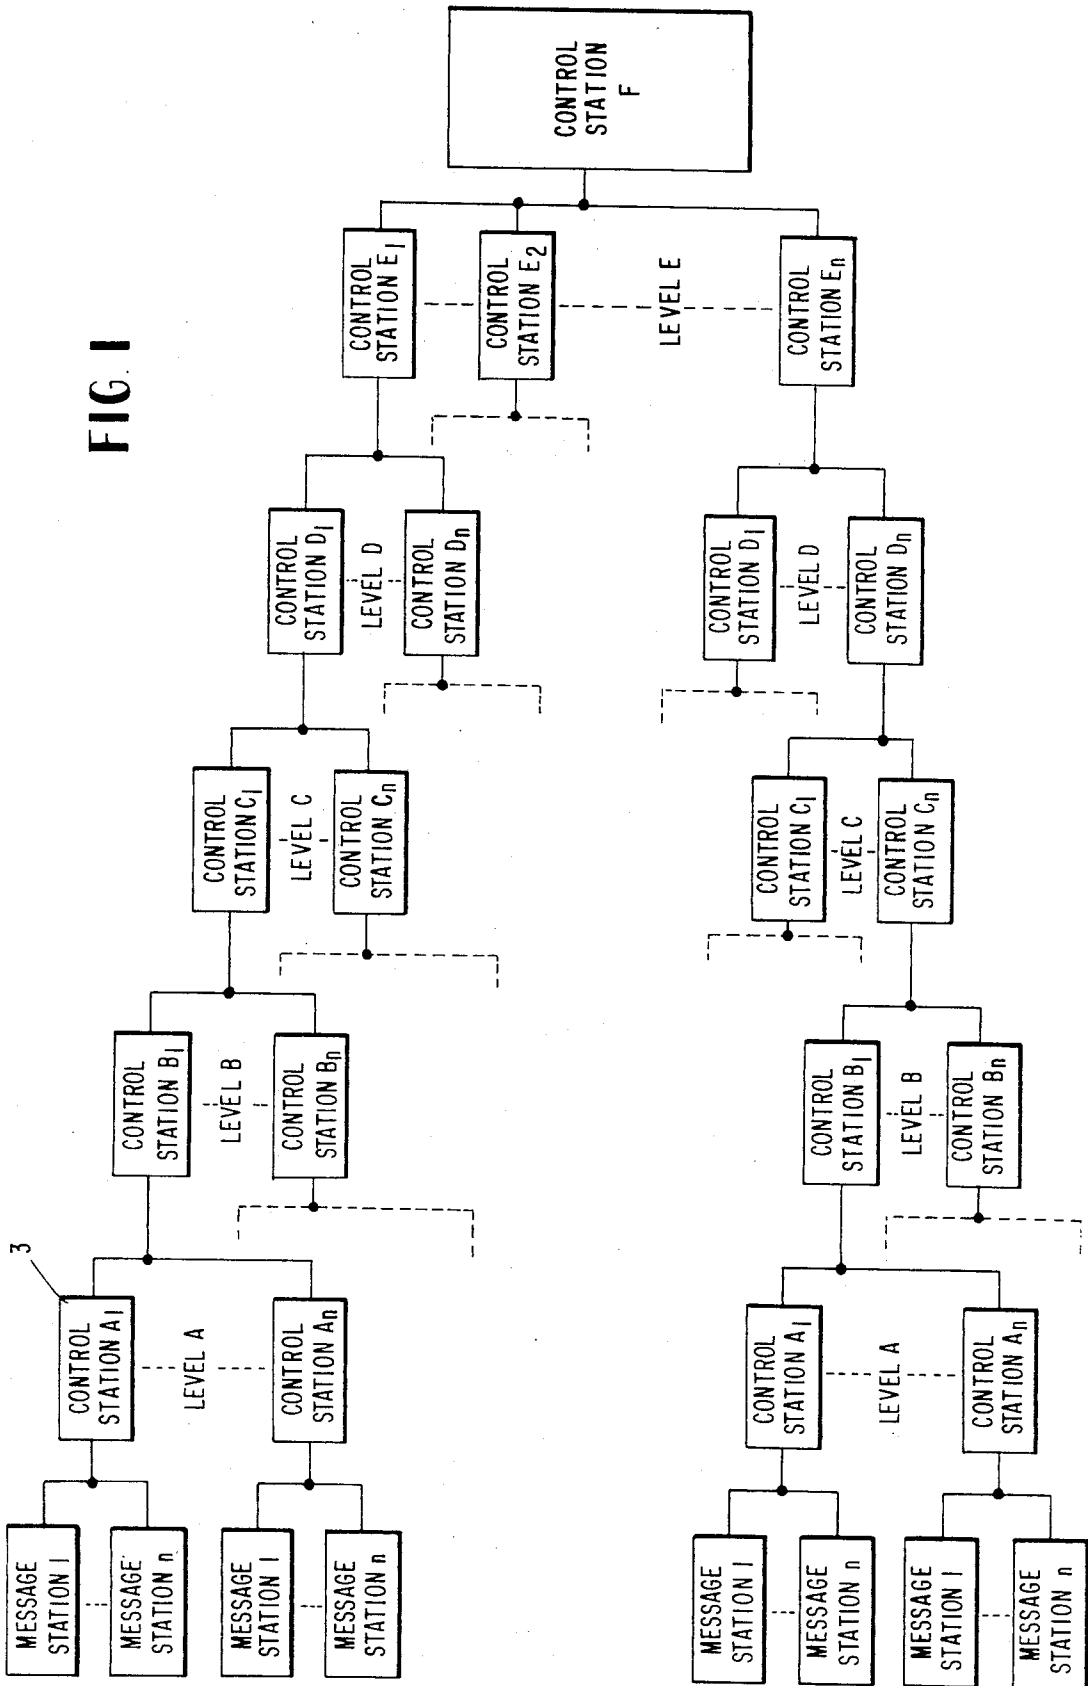 FIG. 1
3
MESSAGE
STATION 1
MESSAGE
STATION n
MESSAGE
STATION 1
MESSAGE
STATION n
CONTROL
STATION A1
LEVEL A
CONTROL
STATION An
CONTROL
STATION B1
LEVEL B
CONTROL
STATION Bn
CONTROL
STATION C1
LEVEL C
CONTROL
STATION Cn
CONTROL
STATION D1
LEVEL D
CONTROL
STATION Dn
CONTROL
STATION E1
CONTROL
STATION E2
LEVEL E
CONTROL
STATION En
CONTROL
STATION
F
MESSAGE
STATION 1
MESSAGE
STATION n
MESSAGE
STATION 1
MESSAGE
STATION n
CONTROL
STATION A1
LEVEL A
CONTROL
STATION An
CONTROL
STATION B1
LEVEL B
CONTROL
STATION Bn
CONTROL
STATION C1
LEVEL C
CONTROL
STATION Cn
CONTROL
STATION D1
LEVEL D
CONTROL
STATION Dn